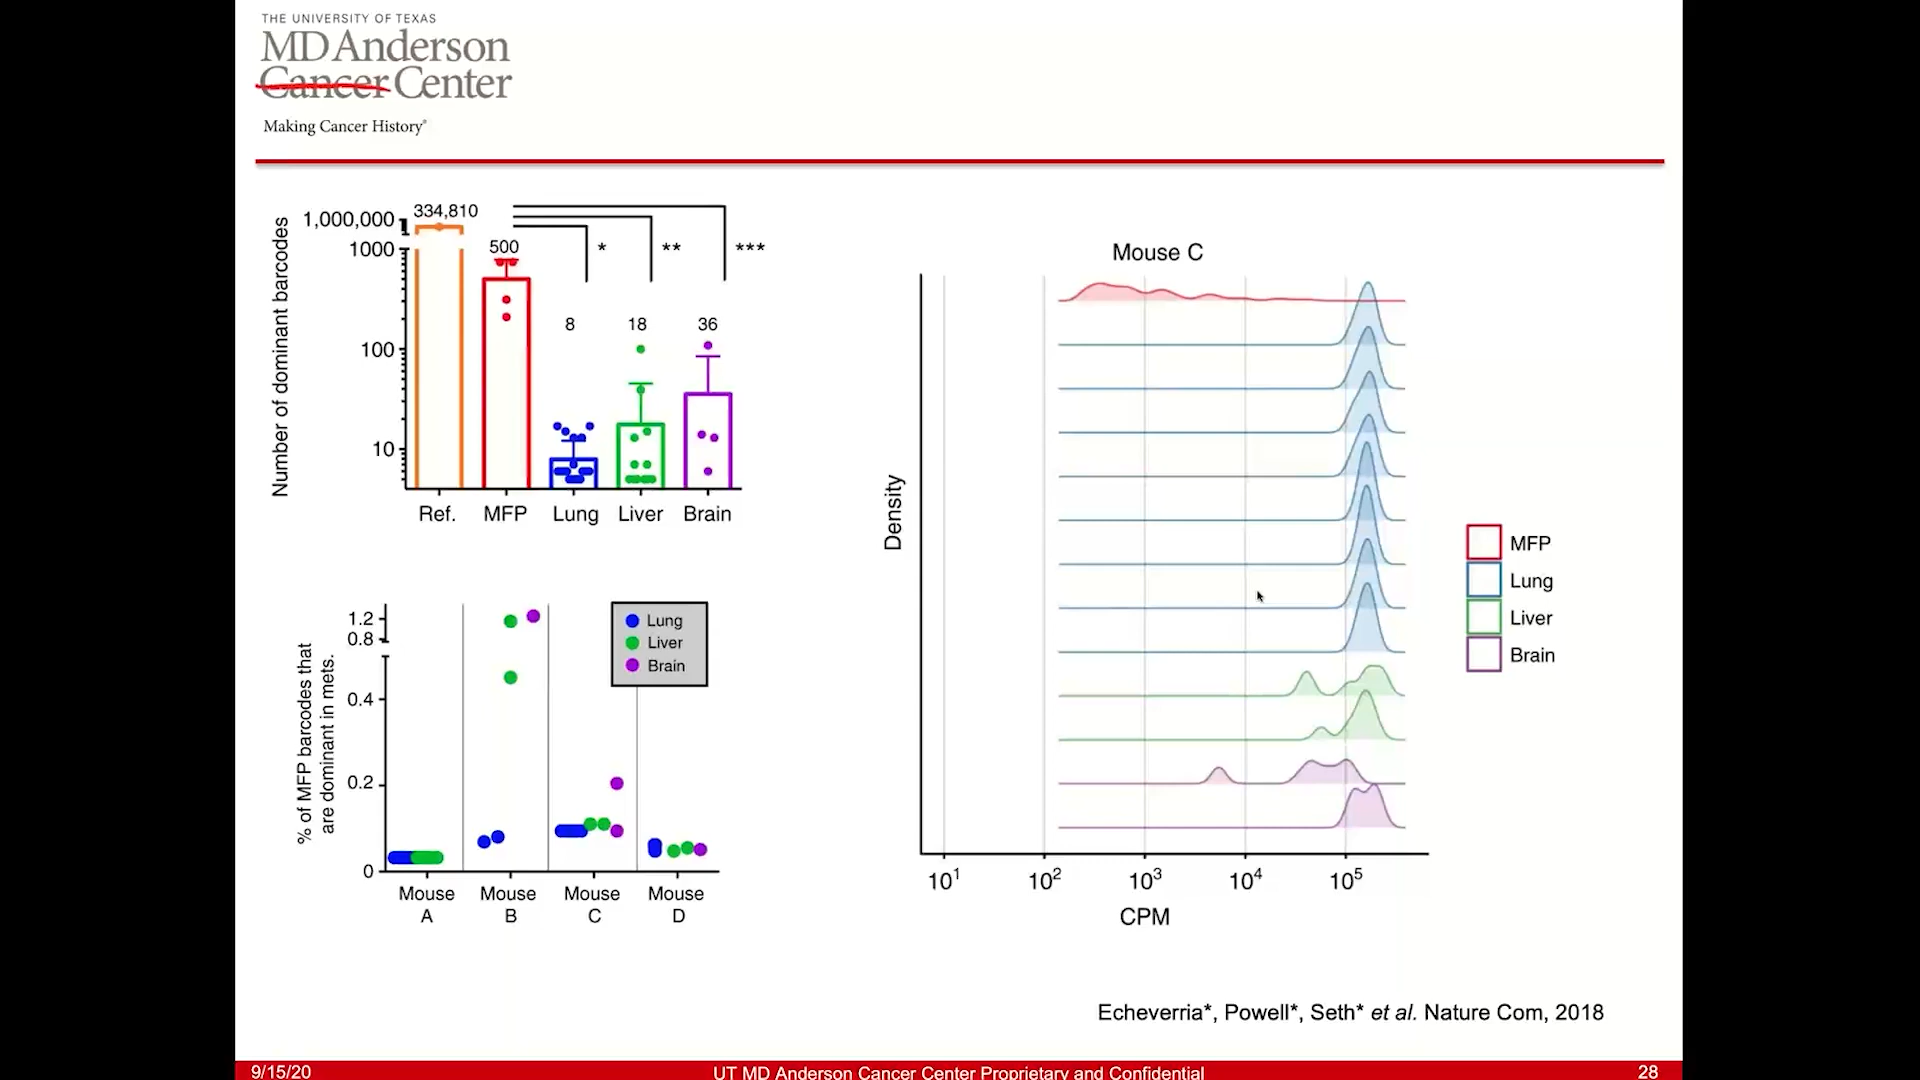 THE UNIVERSITY OF TEXAS
MD Anderson
Cancer Center
Making Cancer History®
Number of dominant barcodes
1,000,000
1000
100
10
334,810
500
8
18
36
*
**
***
Ref.
MFP
Lung
Liver
Brain
% of MFP barcodes that
are dominant in mets.
1.2
0.8
0.4
0.2
0
Lung
Liver
Brain
Mouse A
Mouse B
Mouse C
Mouse D
Mouse C
Density
10¹
10²
10³
10⁴
10⁵
CPM
MFP
Lung
Liver
Brain
Echeverria*, Powell*, Seth* et al. Nature Com, 2018
9/15/20
UT MD Anderson Cancer Center Proprietary and Confidential
28